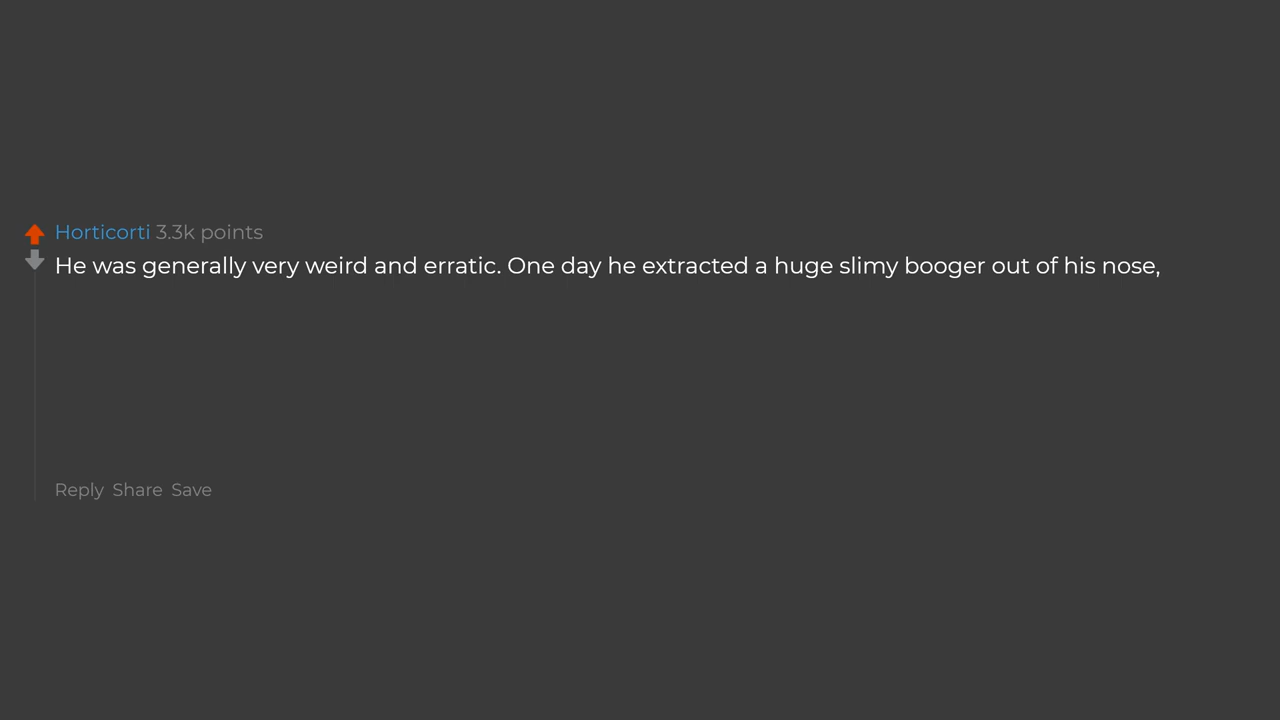 Horticorti 3.3k points
He was generally very weird and erratic. One day he extracted a huge slimy booger out of his nose,
Reply Share Save